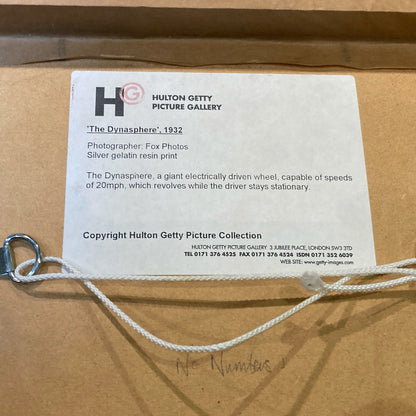 HG
HULTON GETTY
PICTURE GALLERY
'The Dynasphere', 1932
Photographer: Fox Photos
Silver gelatin resin print
The Dynasphere, a giant electrically driven wheel, capable of speeds
of 20mph, which revolves while the driver stays stationary.
Copyright Hulton Getty Picture Collection
HULTON GETTY PICTURE GALLERY 3 JUBILEE PLACE, LONDON SW3 3TD
TEL 0171 376 4525 FAX 0171 376 4524 ISDN 0171 352 6039
WEB SITE: www.getty-images.com
No Numbers